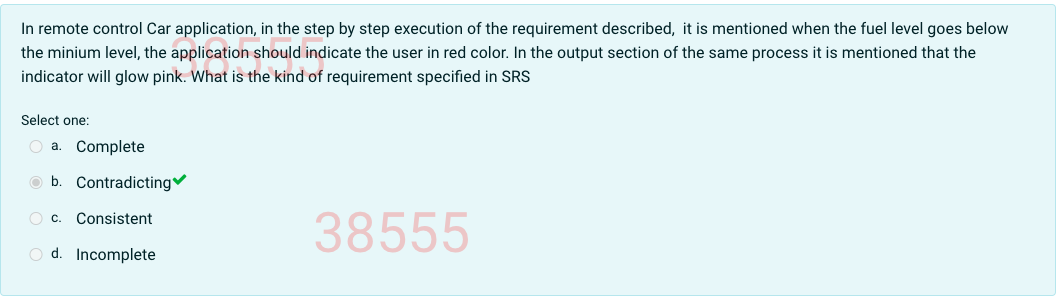 In remote control Car application, in the step by step execution of the requirement described, it is mentioned when the fuel level goes below
the minium level, the application should indicate the user in red color. In the output section of the same process it is mentioned that the
indicator will glow pink. What is the kind of requirement specified in SRS
38555
Select one:
a. Complete
b. Contradicting
c. Consistent
38555
d. Incomplete